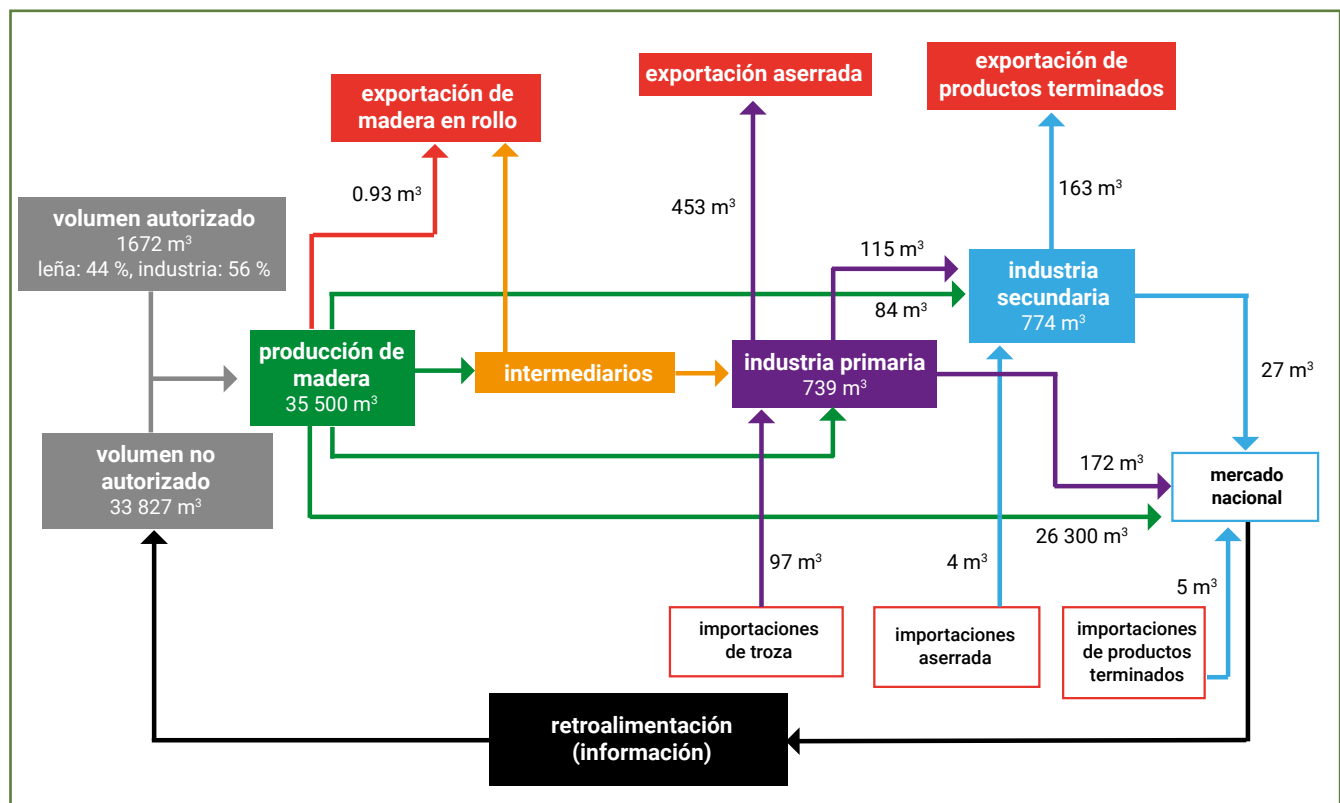 exportación de
madera en rollo
exportación aserrada
exportación de
productos terminados
0.93 m³
453 m³
163 m³
volumen autorizado
1672 m³
leña: 44 %, industria: 56 %
115 m³
industria
secundaria
774 m³
84 m³
producción de
madera
35 500 m³
intermediarios
industria primaria
739 m³
27 m³
volumen no
autorizado
33 827 m³
172 m³
mercado
nacional
26 300 m³
97 m³
4 m³
5 m³
importaciones
de troza
importaciones
aserrada
importaciones
de productos
terminados
retroalimentación
(información)